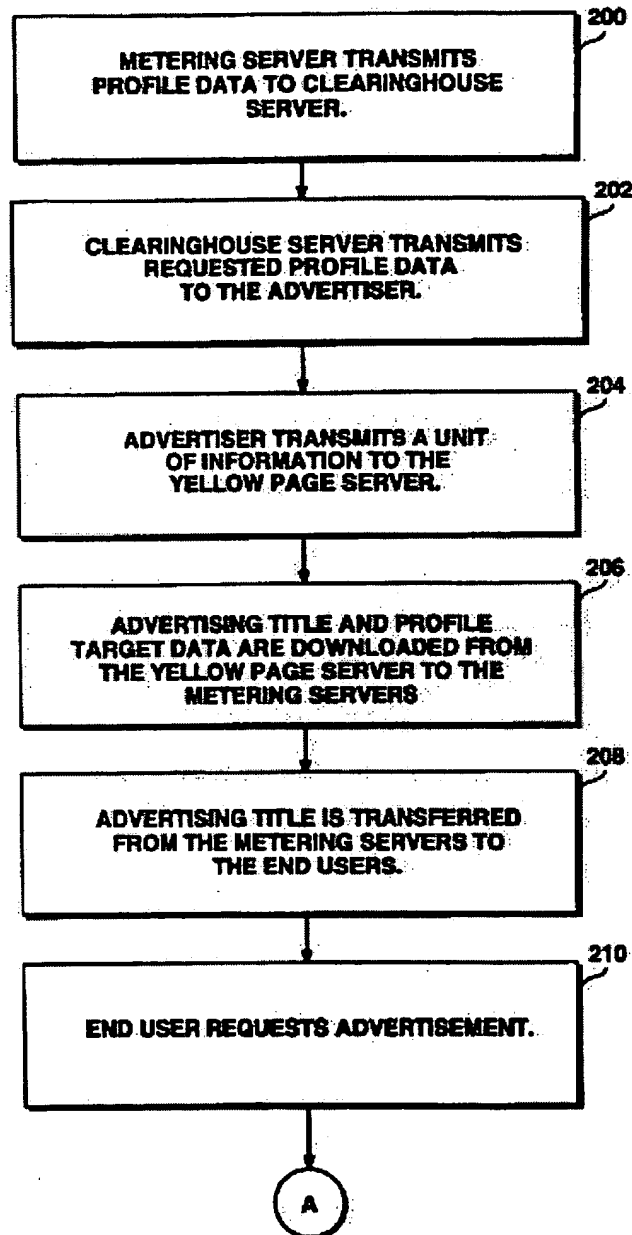 200
METERING SERVER TRANSMITS
PROFILE DATA TO CLEARINGHOUSE
SERVER.
202
CLEARINGHOUSE SERVER TRANSMITS
REQUESTED PROFILE DATA
TO THE ADVERTISER.
204
ADVERTISER TRANSMITS A UNIT
OF INFORMATION TO THE
YELLOW PAGE SERVER.
206
ADVERTISING TITLE AND PROFILE
TARGET DATA ARE DOWNLOADED FROM
THE YELLOW PAGE SERVER TO THE
METERING SERVERS
208
ADVERTISING TITLE IS TRANSFERRED
FROM THE METERING SERVERS TO
THE END USERS.
210
END USER REQUESTS ADVERTISEMENT.
A